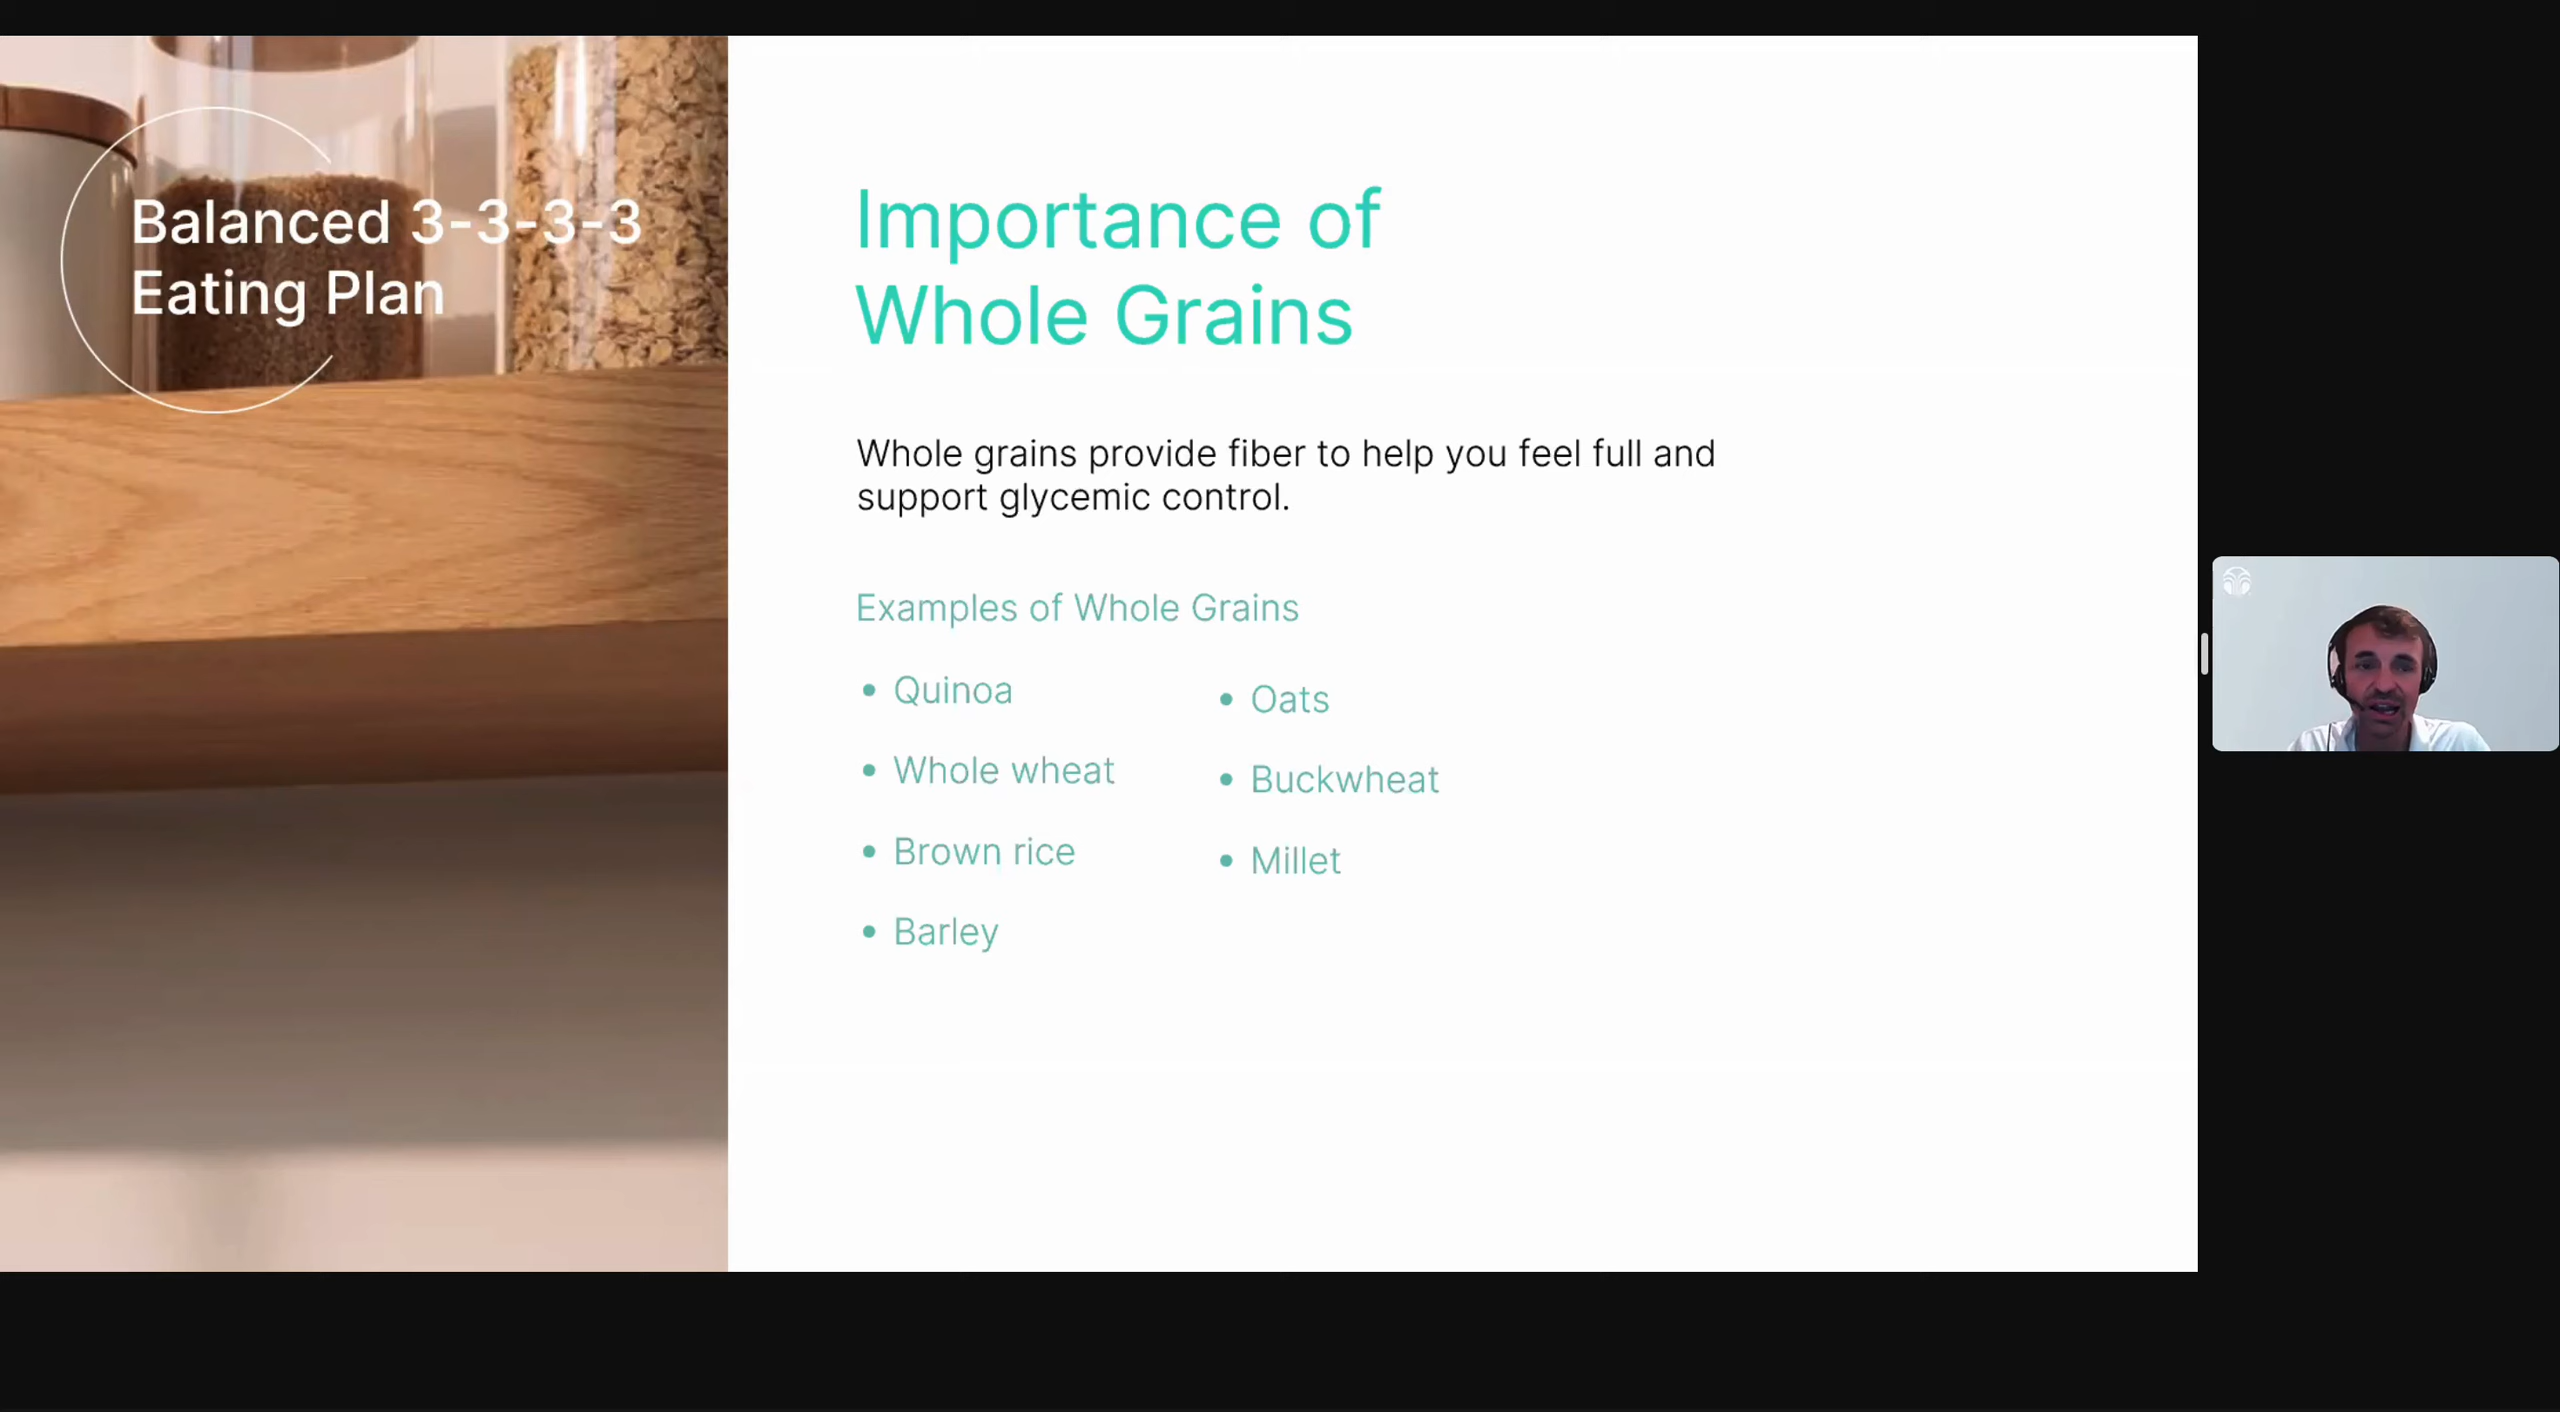 Balanced 3-3-3-3
Eating Plan
Importance of
Whole Grains
Whole grains provide fiber to help you feel full and
support glycemic control.
Examples of Whole Grains
• Quinoa
• Whole wheat
• Brown rice
• Barley
• Oats
• Buckwheat
• Millet